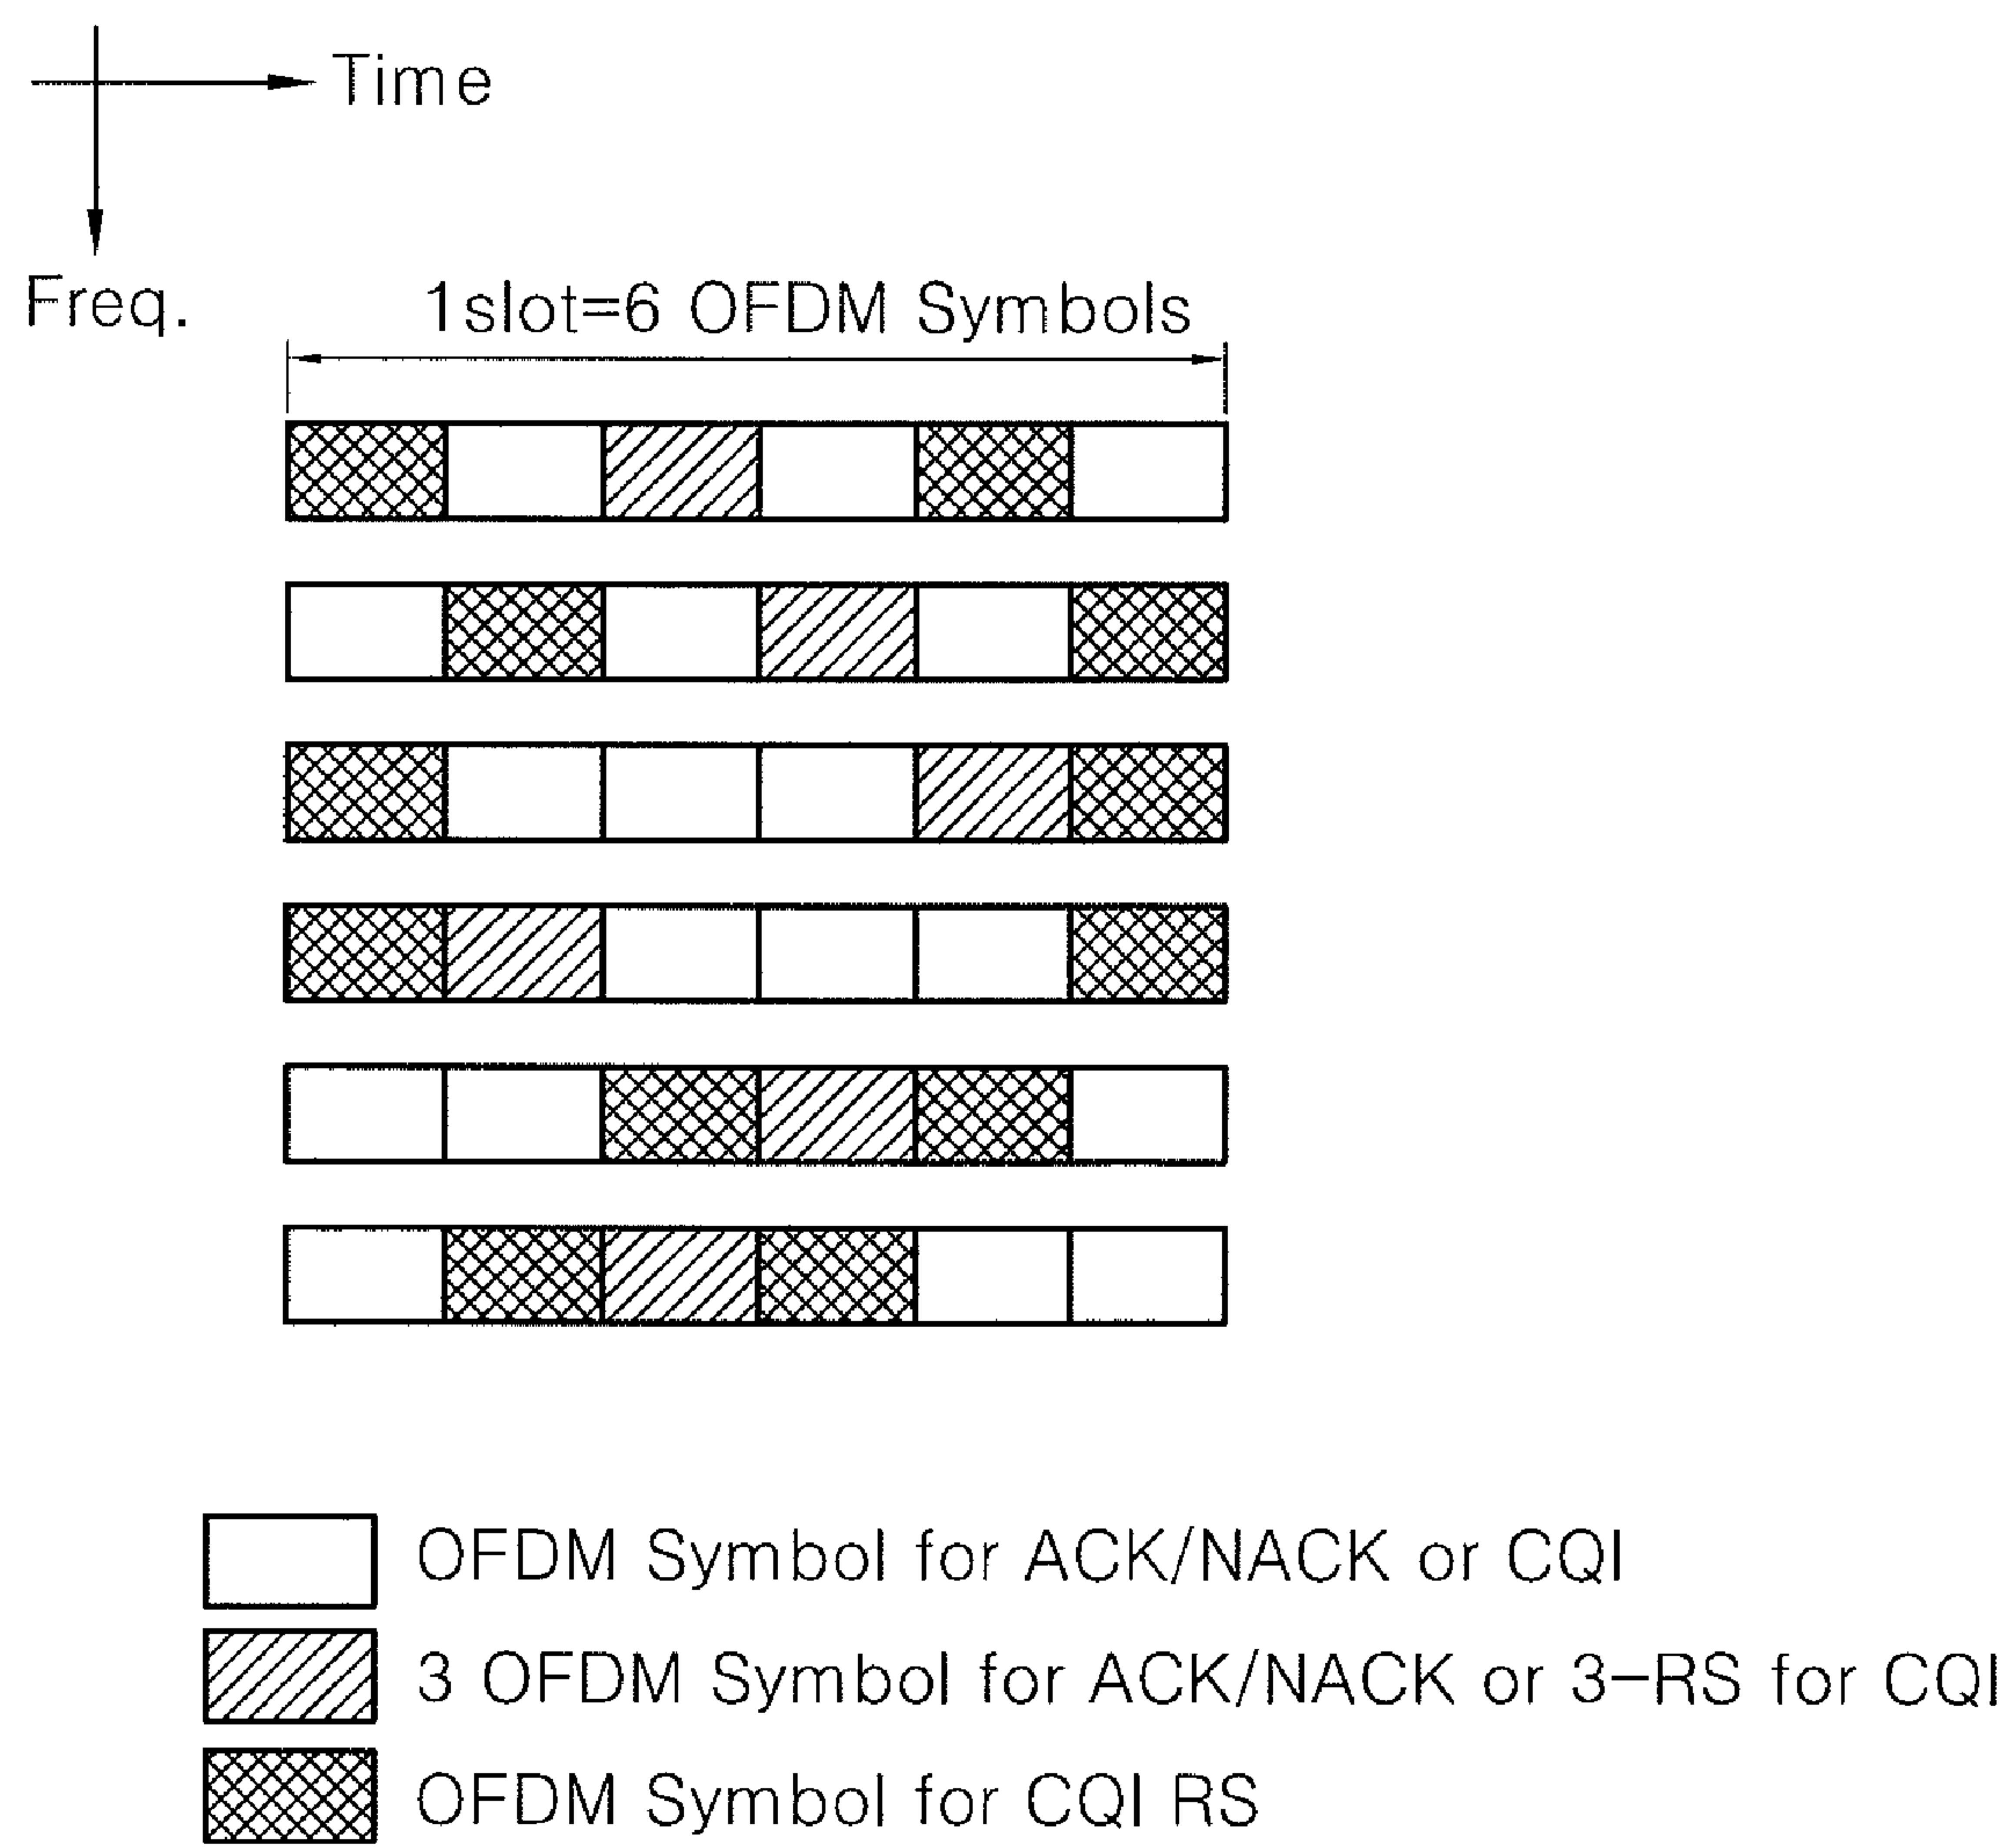 Time
Freq.
1slot=6 OFDM Symbols
OFDM Symbol for ACK/NACK or CQI
3 OFDM Symbol for ACK/NACK or 3-RS for CQI
OFDM Symbol for CQI RS